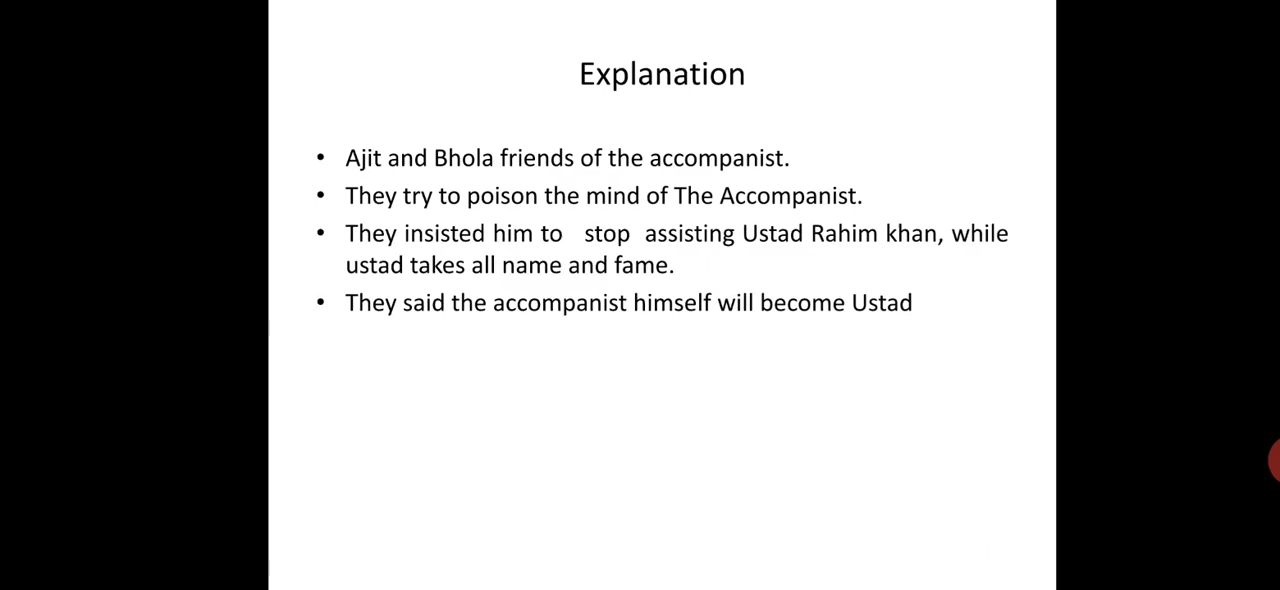 Explanation
• Ajit and Bhola friends of the accompanist.
• They try to poison the mind of The Accompanist.
• They insisted him to stop assisting Ustad Rahim khan, while
ustad takes all name and fame.
• They said the accompanist himself will become Ustad